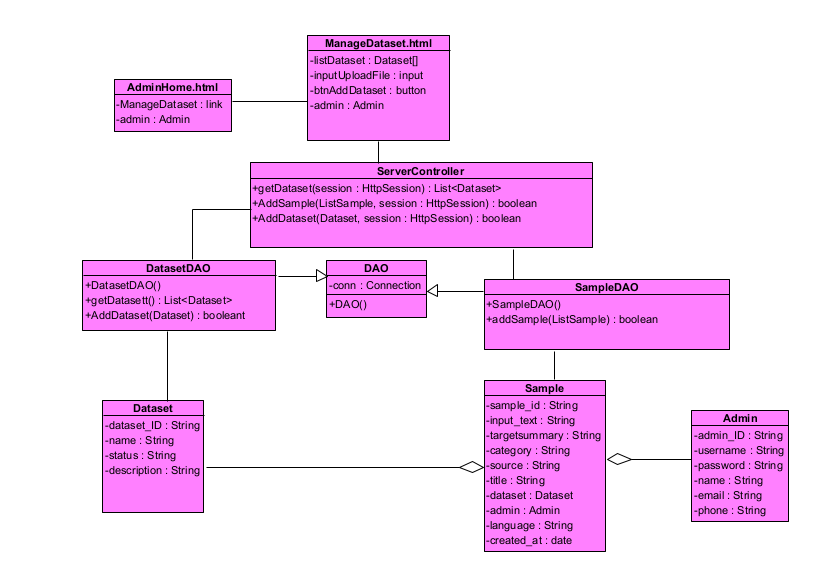 ManageDataset.html
-listDataset : Dataset[]
-inputUploadFile : input
-btnAddDataset : button
-admin : Admin
AdminHome.html
-ManageDataset : link
-admin : Admin
ServerController
+getDataset(session : HttpSession) : List<Dataset>
+AddSample(ListSample, session : HttpSession) : boolean
+AddDataset(Dataset, session : HttpSession) : boolean
DatasetDAO
+DatasetDAO()
+getDatasett() : List<Dataset>
+AddDataset(Dataset) : booleant
DAO
-conn : Connection
+DAO()
SampleDAO
+SampleDAO()
+addSample(ListSample) : boolean
Dataset
-dataset_ID : String
-name : String
-status : String
-description : String
Sample
-sample_id : String
-input_text : String
-targetsummary : String
-category : String
-source : String
-title : String
-dataset : Dataset
-admin : Admin
-language : String
-created_at : date
Admin
-admin_ID : String
-username : String
-password : String
-name : String
-email : String
-phone : String